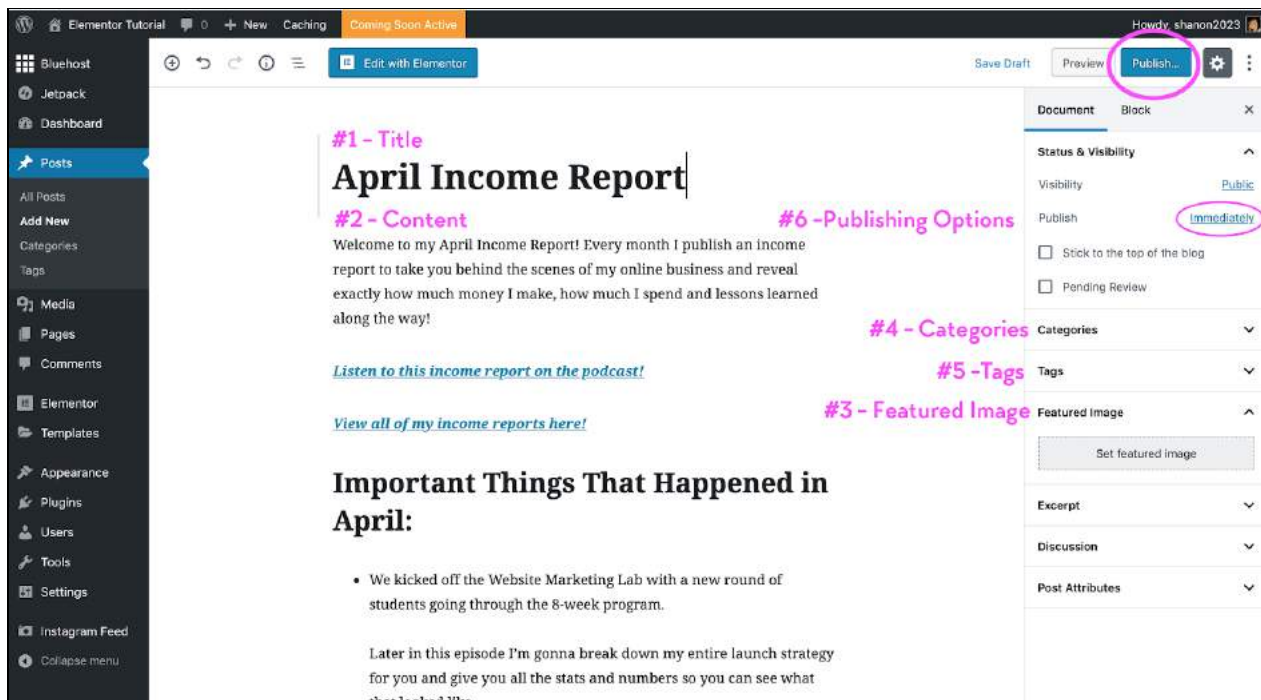 Elementor Tutorial 0 + New Caching Coming Soon Active Howdy, shanon2023
Bluehost
Jetpack
Dashboard
Posts
All Posts
Add New
Categories
Tags
Media
Pages
Comments
Elementor
Templates
Appearance
Plugins
Users
Tools
Settings
Instagram Feed
Collapse menu
Edit with Elementor Save Draft Preview Publish...
#1 - Title
April Income Report
#2 - Content
Welcome to my April Income Report! Every month I publish an income
report to take you behind the scenes of my online business and reveal
exactly how much money I make, how much I spend and lessons learned
along the way!
Listen to this income report on the podcast!
View all of my income reports here!
Important Things That Happened in
April:
• We kicked off the Website Marketing Lab with a new round of
students going through the 8-week program.
Later in this episode I'm gonna break down my entire launch strategy
for you and give you all the stats and numbers so you can see what
that looked like
Document Block
Status & Visibility
Visibility Public
#6 -Publishing Options
Publish Immediately
Stick to the top of the blog
Pending Review
#4 - Categories Categories
#5 -Tags Tags
#3 - Featured Image Featured Image
Set featured image
Excerpt
Discussion
Post Attributes